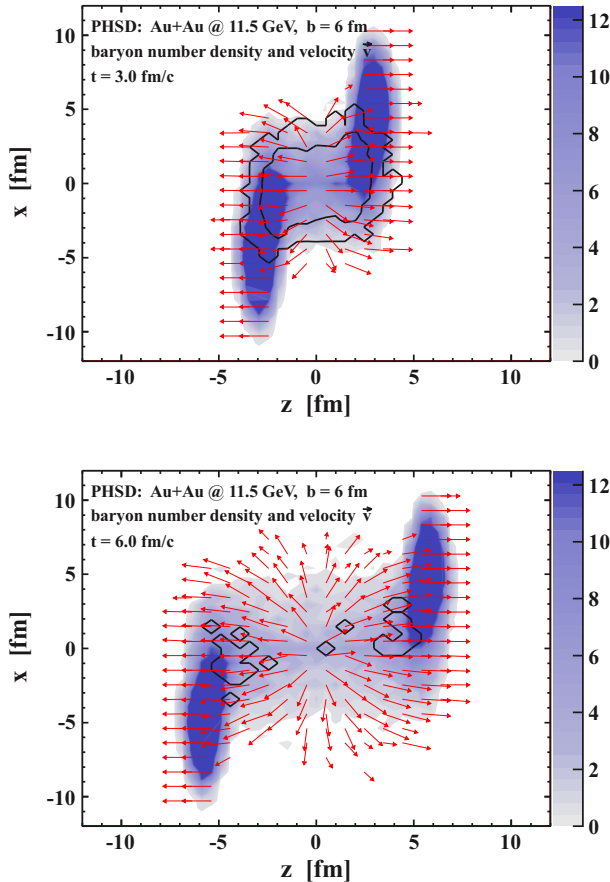 PHSD: Au+Au @ 11.5 GeV, b = 6 fm
baryon number density and velocity v⃗
t = 3.0 fm/c
10
5
0
-5
-10
x [fm]
-10 -5 0 5 10
z [fm]
12
10
8
6
4
2
0
PHSD: Au+Au @ 11.5 GeV, b = 6 fm
baryon number density and velocity v⃗
t = 6.0 fm/c
10
5
0
-5
-10
x [fm]
-10 -5 0 5 10
z [fm]
12
10
8
6
4
2
0